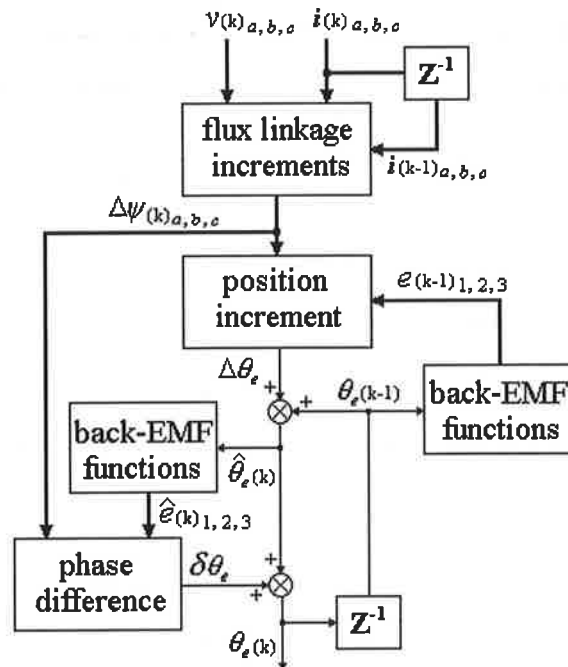 v(k)a, b, c
i(k)a, b, c
Z-1
flux linkage
increments
i(k-1)a, b, c
Δψ(k)a, b, c
position
increment
e(k-1)1, 2, 3
Δθe
+
+
θe(k-1)
back-EMF
functions
back-EMF
functions
θ̂e(k)
ê(k)1, 2, 3
phase
difference
δθe
+
+
Z-1
θe(k)